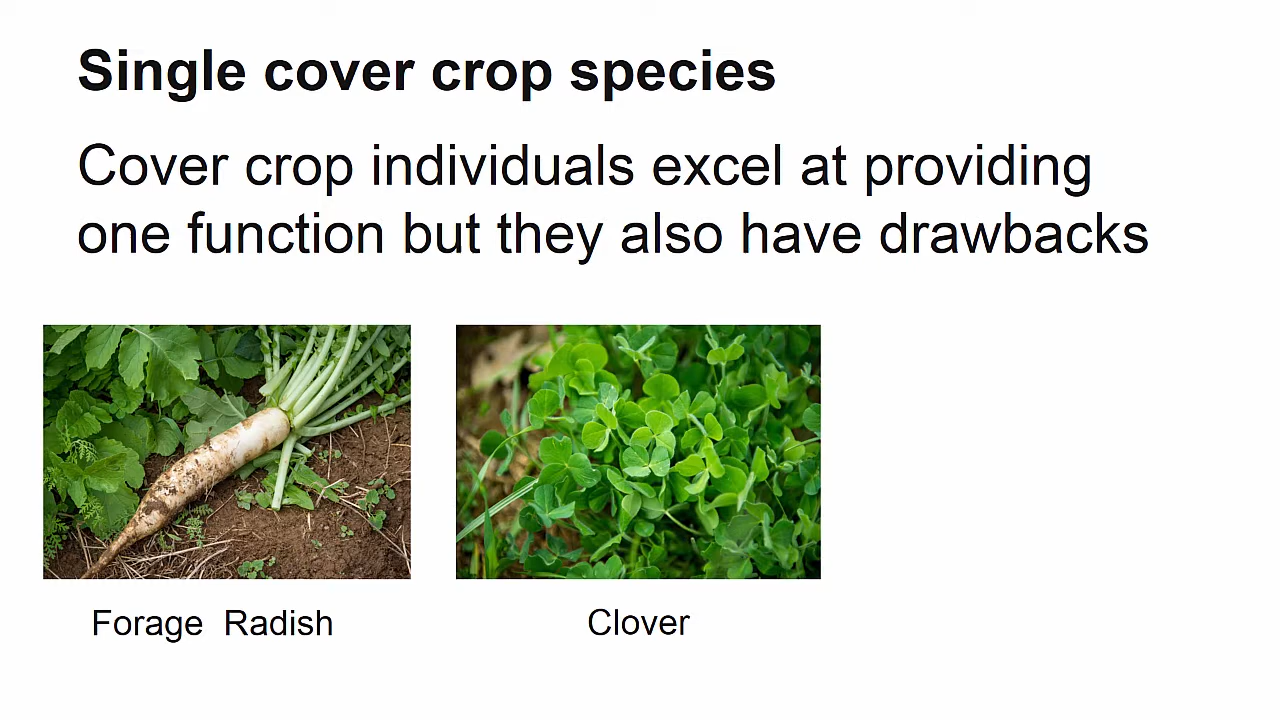 Single cover crop species
Cover crop individuals excel at providing
one function but they also have drawbacks
Forage Radish
Clover